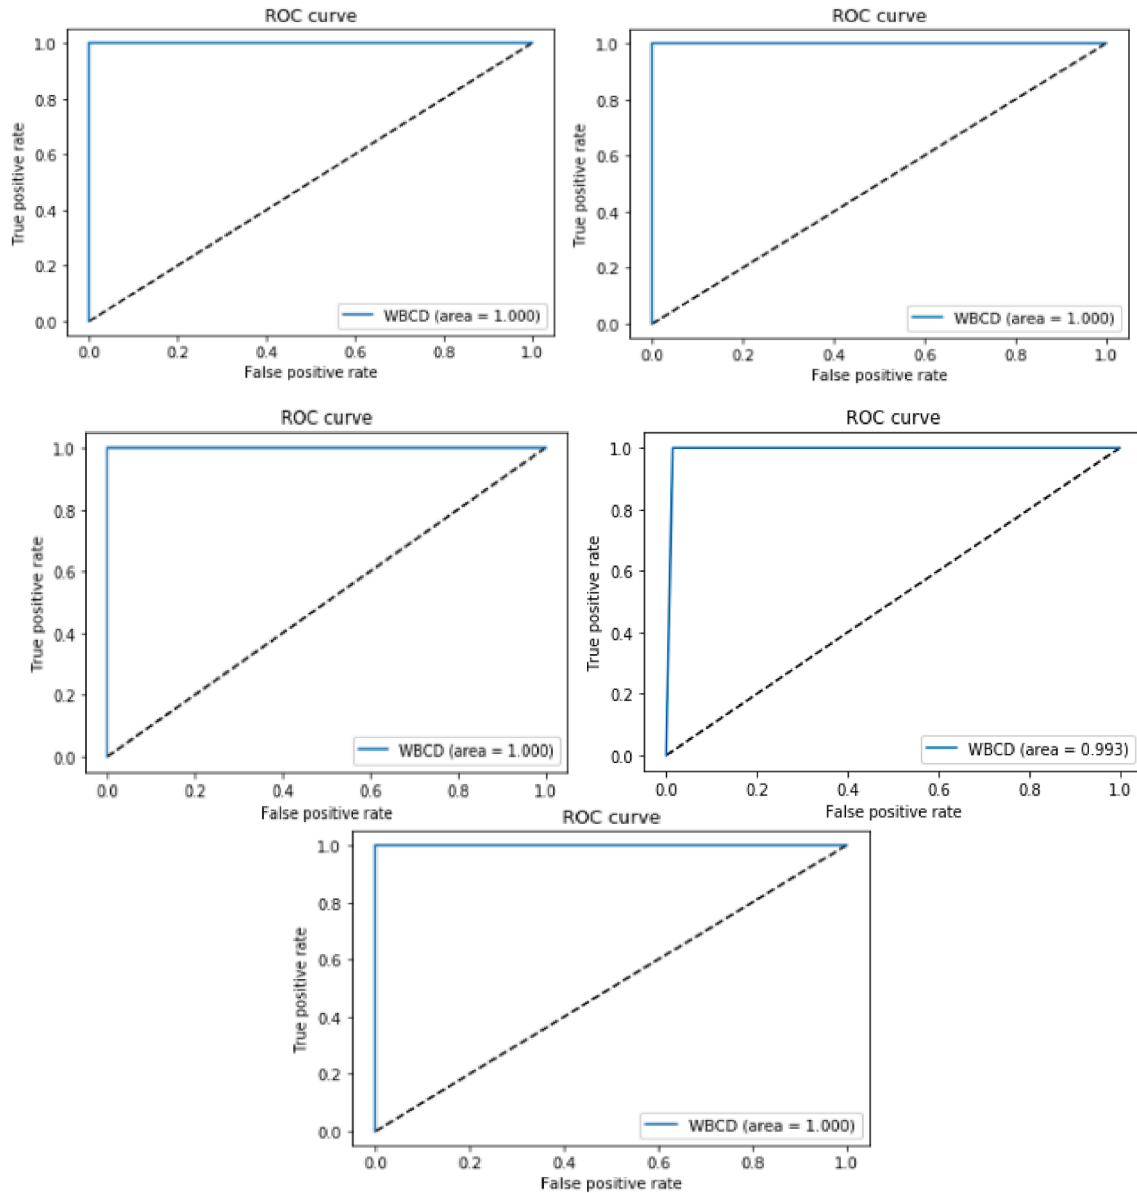 ROC curve
1.0
0.8
0.6
0.4
0.2
0.0
True positive rate
WBCD (area = 1.000)
0.0 0.2 0.4 0.6 0.8 1.0
False positive rate
ROC curve
1.0
0.8
0.6
0.4
0.2
0.0
True positive rate
WBCD (area = 1.000)
0.0 0.2 0.4 0.6 0.8 1.0
False positive rate
ROC curve
1.0
0.8
0.6
0.4
0.2
0.0
True positive rate
WBCD (area = 1.000)
0.0 0.2 0.4 0.6 0.8 1.0
False positive rate
ROC curve
1.0
0.8
0.6
0.4
0.2
0.0
True positive rate
WBCD (area = 0.993)
0.0 0.2 0.4 0.6 0.8 1.0
False positive rate
ROC curve
1.0
0.8
0.6
0.4
0.2
0.0
True positive rate
WBCD (area = 1.000)
0.0 0.2 0.4 0.6 0.8 1.0
False positive rate